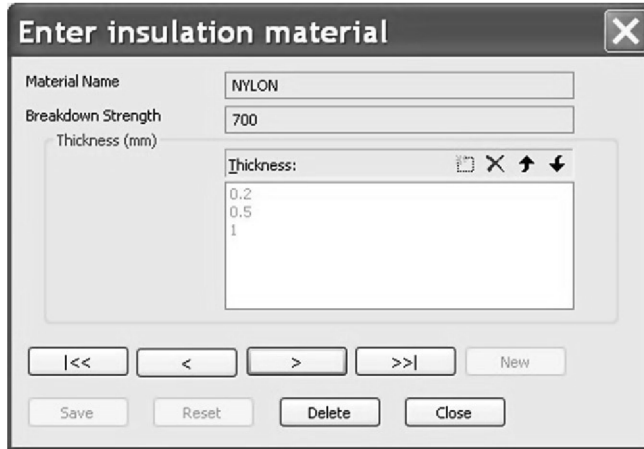 Enter insulation material
Material Name
NYLON
Breakdown Strength
700
Thickness (mm)
Thickness:
0.2
0.5
1
|<< < > >>| New
Save Reset Delete Close